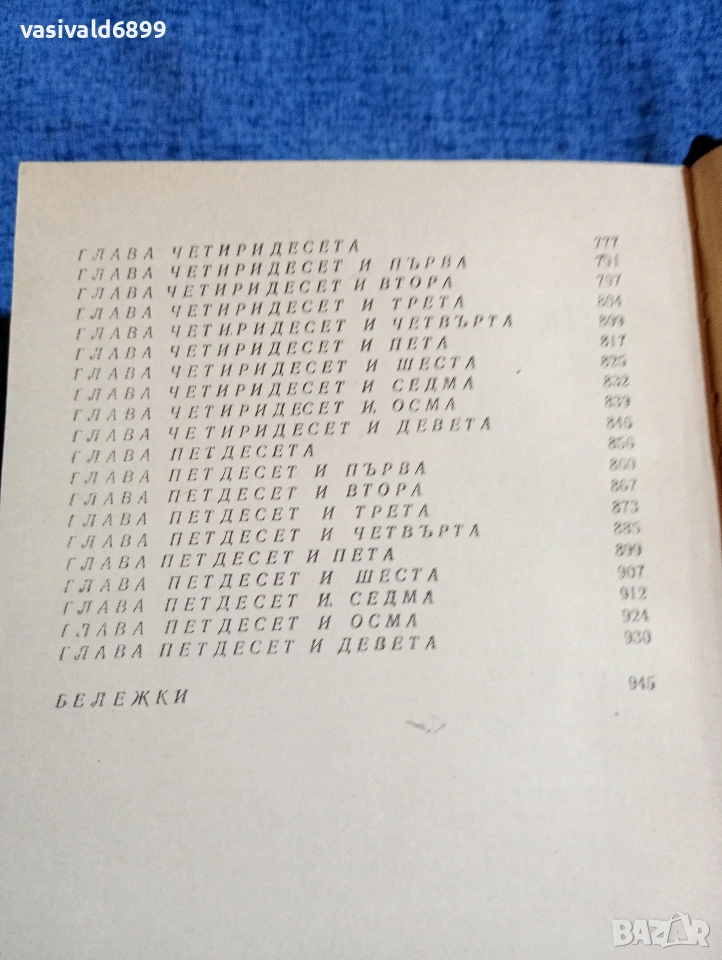 vasivald6899
ГЛАВА ЧЕТИРИДЕСЕТА 777
ГЛАВА ЧЕТИРИДЕСЕТ И ПЪРВА 791
ГЛАВА ЧЕТИРИДЕСЕТ И ВТОРА 797
ГЛАВА ЧЕТИРИДЕСЕТ И ТРЕТА 804
ГЛАВА ЧЕТИРИДЕСЕТ И ЧЕТВЪРТА 809
ГЛАВА ЧЕТИРИДЕСЕТ И ПЕТА 817
ГЛАВА ЧЕТИРИДЕСЕТ И ШЕСТА 825
ГЛАВА ЧЕТИРИДЕСЕТ И СЕДМА 832
ГЛАВА ЧЕТИРИДЕСЕТ И ОСМА 839
ГЛАВА ЧЕТИРИДЕСЕТ И ДЕВЕТА 846
ГЛАВА ПЕТДЕСЕТА 856
ГЛАВА ПЕТДЕСЕТ И ПЪРВА 860
ГЛАВА ПЕТДЕСЕТ И ВТОРА 867
ГЛАВА ПЕТДЕСЕТ И ТРЕТА 873
ГЛАВА ПЕТДЕСЕТ И ЧЕТВЪРТА 885
ГЛАВА ПЕТДЕСЕТ И ПЕТА 899
ГЛАВА ПЕТДЕСЕТ И ШЕСТА 907
ГЛАВА ПЕТДЕСЕТ И СЕДМА 912
ГЛАВА ПЕТДЕСЕТ И ОСМА 924
ГЛАВА ПЕТДЕСЕТ И ДЕВЕТА 930
БЕЛЕЖКИ 945
BAZAR